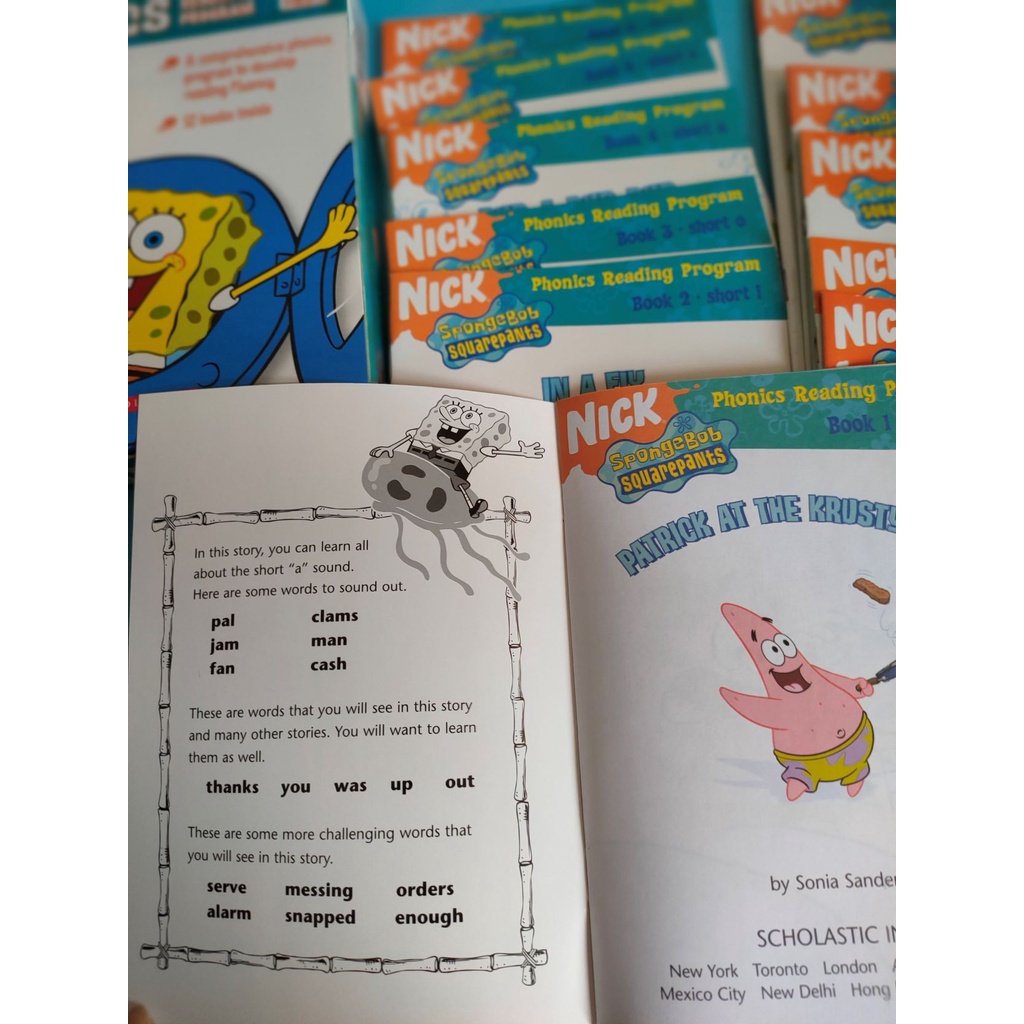 CS
PROGRAM
A comprehensive phonics
program to develop
reading fluency
12 books inside
NICK
NICK
Phonics Reading Program
NICK
SpongeBob
SQUAREPANTS
Phonics Reading Program
Book 4 · short
NICK
SpongeBob
Phonics Reading Program
Book 3 · short o
NICK
SpongeBob
SQUAREPANTS
Phonics Reading Program
Book 2 · short i
IN A
NICK
NICK
NIC
In this story, you can learn all
about the short “a” sound.
Here are some words to sound out.
pal clams
jam man
fan cash
These are words that you will see in this story
and many other stories. You will want to learn
them as well.
thanks you was up out
These are some more challenging words that
you will see in this story.
serve messing orders
alarm snapped enough
NICK
SpongeBob
SQUAREPANTS
Phonics Reading P
Book 1
PATRICK AT THE KRUSTY
by Sonia Sander
SCHOLASTIC IN
New York Toronto London
Mexico City New Delhi Hong